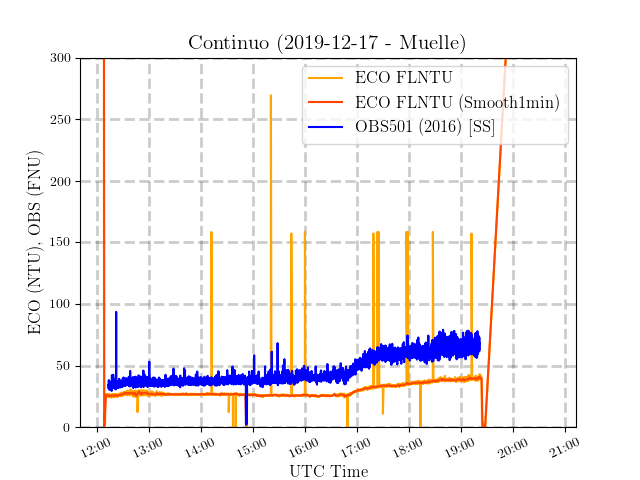 Continuo (2019-12-17 - Muelle)
ECO FLNTU
ECO FLNTU (Smooth1min)
OBS501 (2016) [SS]
ECO (NTU), OBS (FNU)
300
250
200
150
100
50
0
12:00 13:00 14:00 15:00 16:00 17:00 18:00 19:00 20:00 21:00
UTC Time